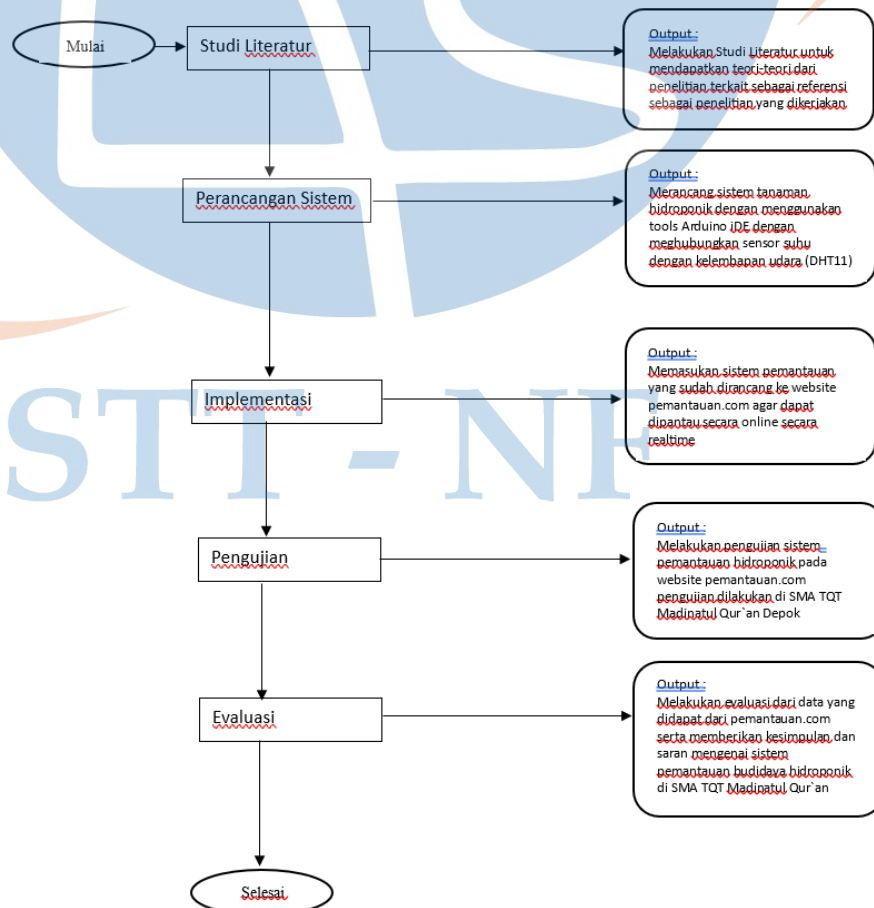 Mulai
Studi Literatur
Output :
Melakukan Studi Literatur untuk
mendapatkan teori-teori dari
penelitian terkait sebagai referensi
sebagai penelitian yang dikerjakan
Perancangan Sistem
Output :
Merancang sistem tanaman
hidroponik dengan menggunakan
tools Arduino iDE dengan
meghubungkan sensor suhu
dengan kelembapan udara (DHT11)
Implementasi
Output :
Memasukan sistem pemantauan
yang sudah dirancang ke website
pemantauan.com agar dapat
dipantau secara online secara
realtime
STT - NF
Pengujian
Output :
Melakukan pengujian sistem
pemantauan hidroponik pada
website pemantauan.com
pengujian dilakukan di SMA TQT
Madinatul Qur`an Depok
Evaluasi
Output :
Melakukan evaluasi dari data yang
didapat dari pemantauan.com
serta memberikan kesimpulan dan
saran mengenai sistem
pemantauan budidaya hidroponik
di SMA TQT Madinatul Qur`an
Selesai